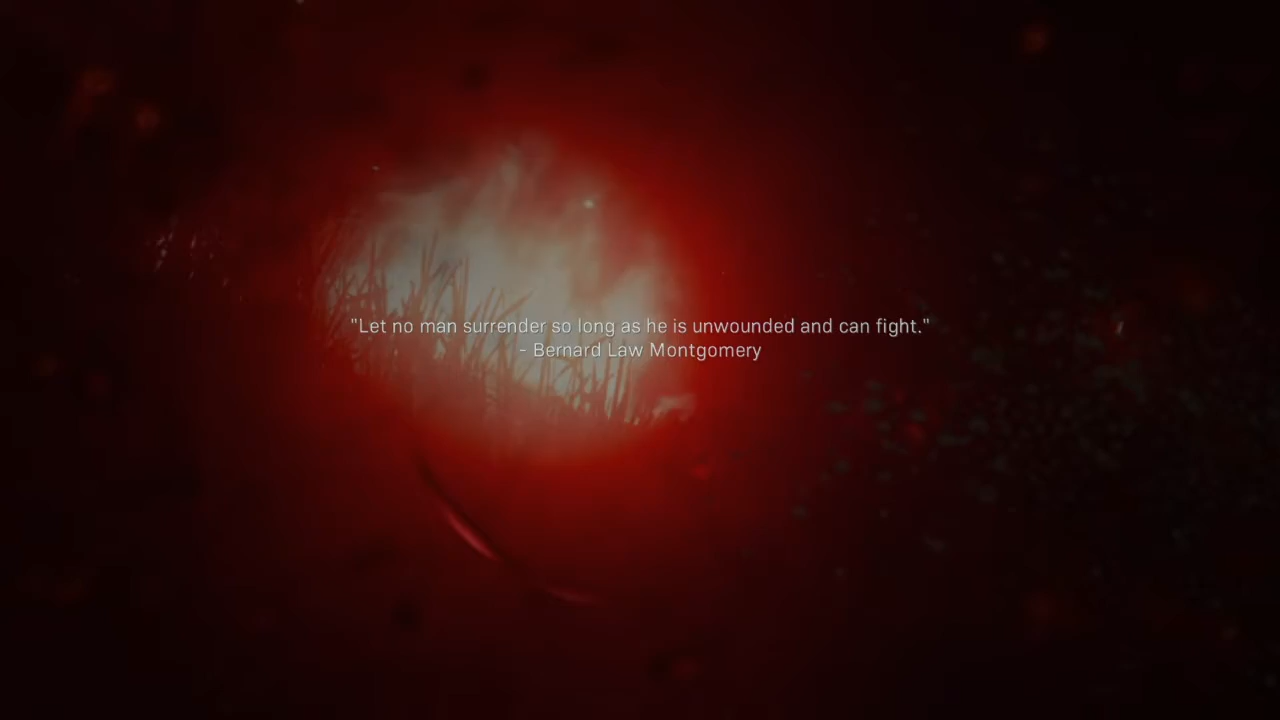 "Let no man surrender so long as he is unwounded and can fight."
- Bernard Law Montgomery